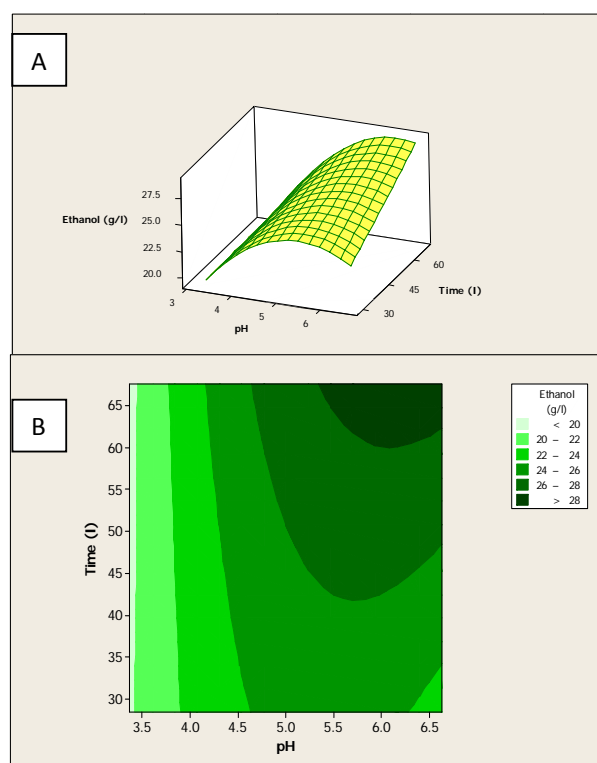 A
27.5
Ethanol (g/l)
25.0
22.5
20.0
60
45
Time (I)
30
3
4
5
6
pH
B
Ethanol
(g/l)
< 20
20 – 22
22 – 24
24 – 26
26 – 28
> 28
65
60
55
50
45
40
35
30
Time (I)
3.5 4.0 4.5 5.0 5.5 6.0 6.5
pH